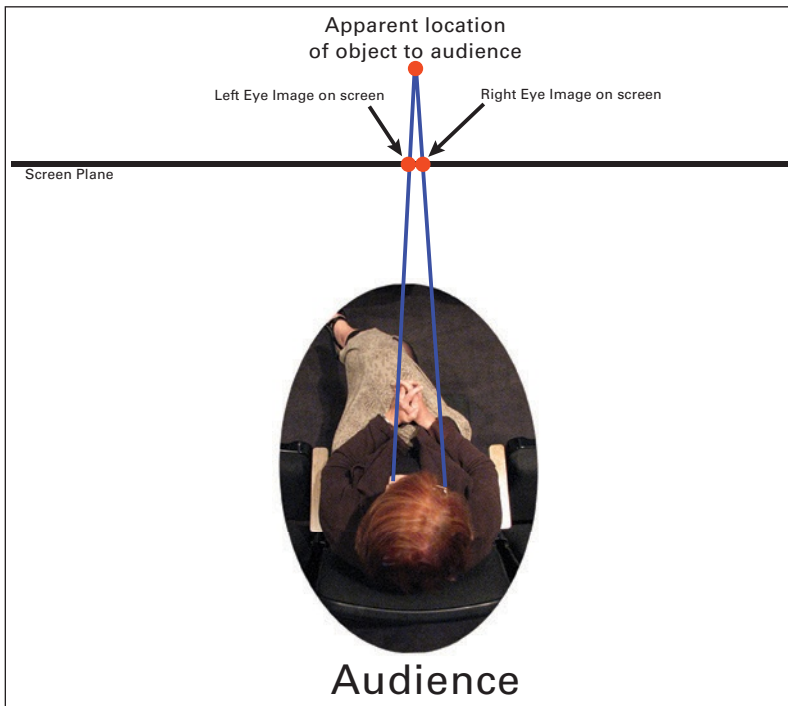 Apparent location
of object to audience
Left Eye Image on screen
Right Eye Image on screen
Screen Plane
Audience